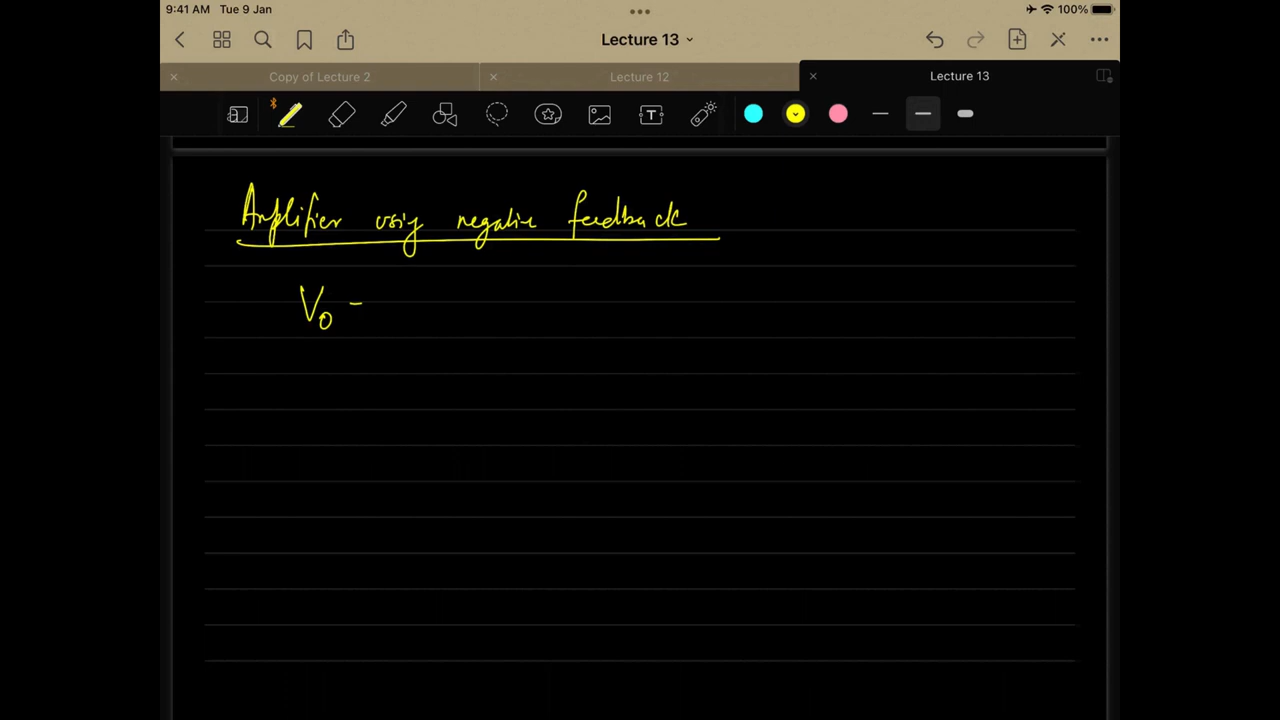 9:41 AM Tue 9 Jan
100%
Lecture 13
Copy of Lecture 2
Lecture 12
Lecture 13
T
Amplifier using negative feedback
V₀ -